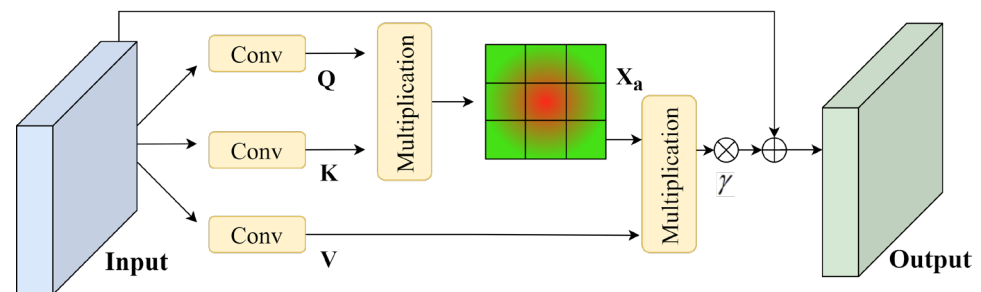 Conv
Q
Multiplication
Xa
Conv
K
Multiplication
γ
Conv
V
Input
Output